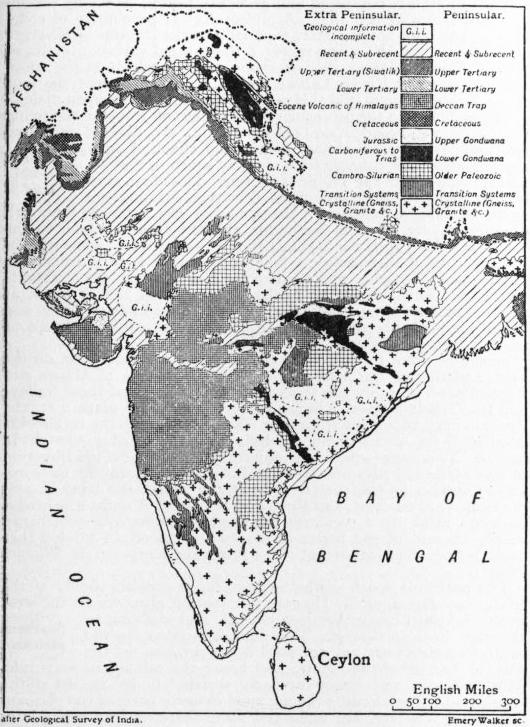 AFGHANISTAN
Extra Peninsular. Peninsular.
Geological information incomplete G.i.i.
Recent & Subrecent Recent & Subrecent
Upper Tertiary (Siwalik) Upper Tertiary
Lower Tertiary Lower Tertiary
Eocene Volcanic of Himalayas Deccan Trap
Cretaceous Cretaceous
Jurassic Upper Gondwana
Carboniferous to Trias Lower Gondwana
Cambro-Silurian Older Paleozoic
Transition Systems Transition Systems
Crystalline (Gneiss, Granite &c.) Crystalline (Gneiss, Granite &c.)
G.i.i.
G.i.i.
G.i.i.
G.i.i.
G.i.i.
G.i.i.
G.i.i.
G.i.i.
G.i.i.
G.i.i.
INDIAN OCEAN
BAY OF
BENGAL
Ceylon
English Miles
0 50 100 200 300
after Geological Survey of India.
Emery Walker sc.